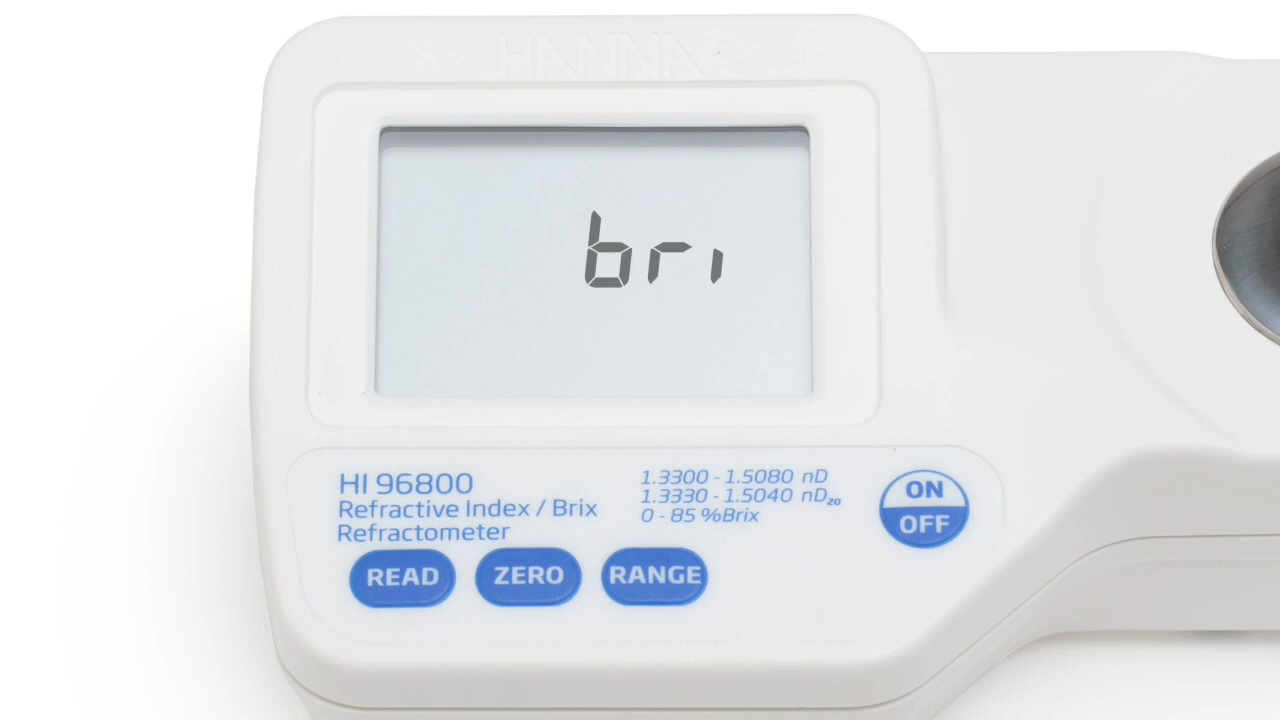 HANNA
bri
HI 96800
Refractive Index / Brix
Refractometer
1.3300 - 1.5080 nD
1.3330 - 1.5040 nD₂₀
0 - 85 %Brix
ON
OFF
READ
ZERO
RANGE